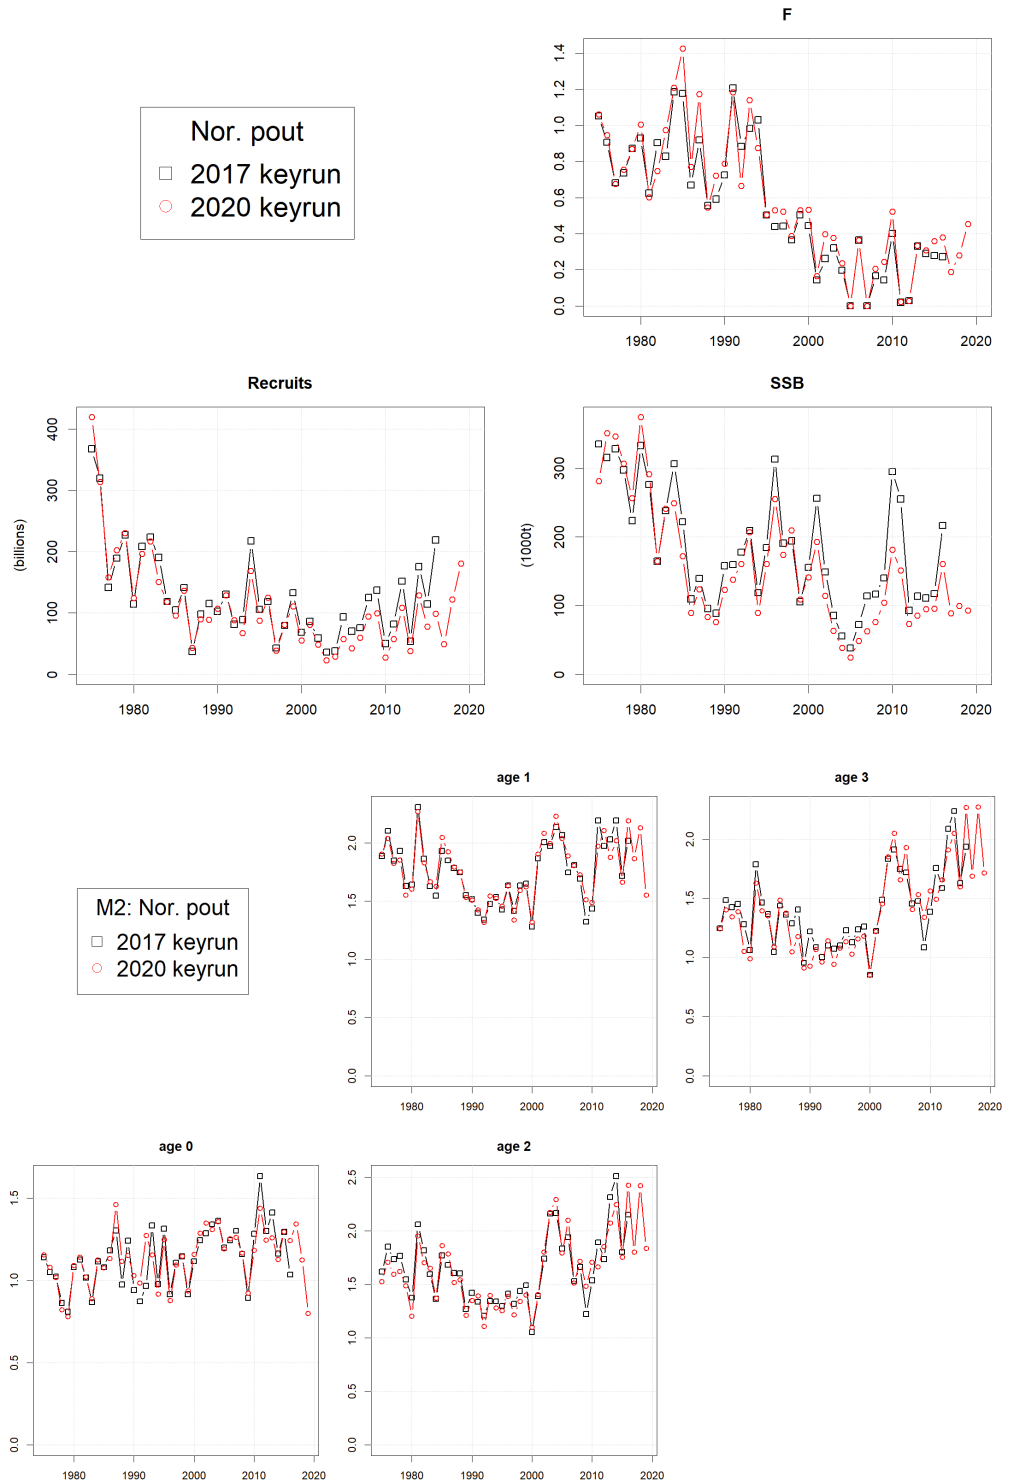 F
Nor. pout
2017 keyrun
2020 keyrun
0.0 0.2 0.4 0.6 0.8 1.0 1.2 1.4
1980 1990 2000 2010 2020
Recruits
(billions)
0 100 200 300 400
1980 1990 2000 2010 2020
SSB
(1000t)
0 100 200 300
1980 1990 2000 2010 2020
M2: Nor. pout
2017 keyrun
2020 keyrun
age 1
0.0 0.5 1.0 1.5 2.0
1980 1990 2000 2010 2020
age 3
0.0 0.5 1.0 1.5 2.0
1980 1990 2000 2010 2020
age 0
0.0 0.5 1.0 1.5
1980 1990 2000 2010 2020
age 2
0.0 0.5 1.0 1.5 2.0 2.5
1980 1990 2000 2010 2020